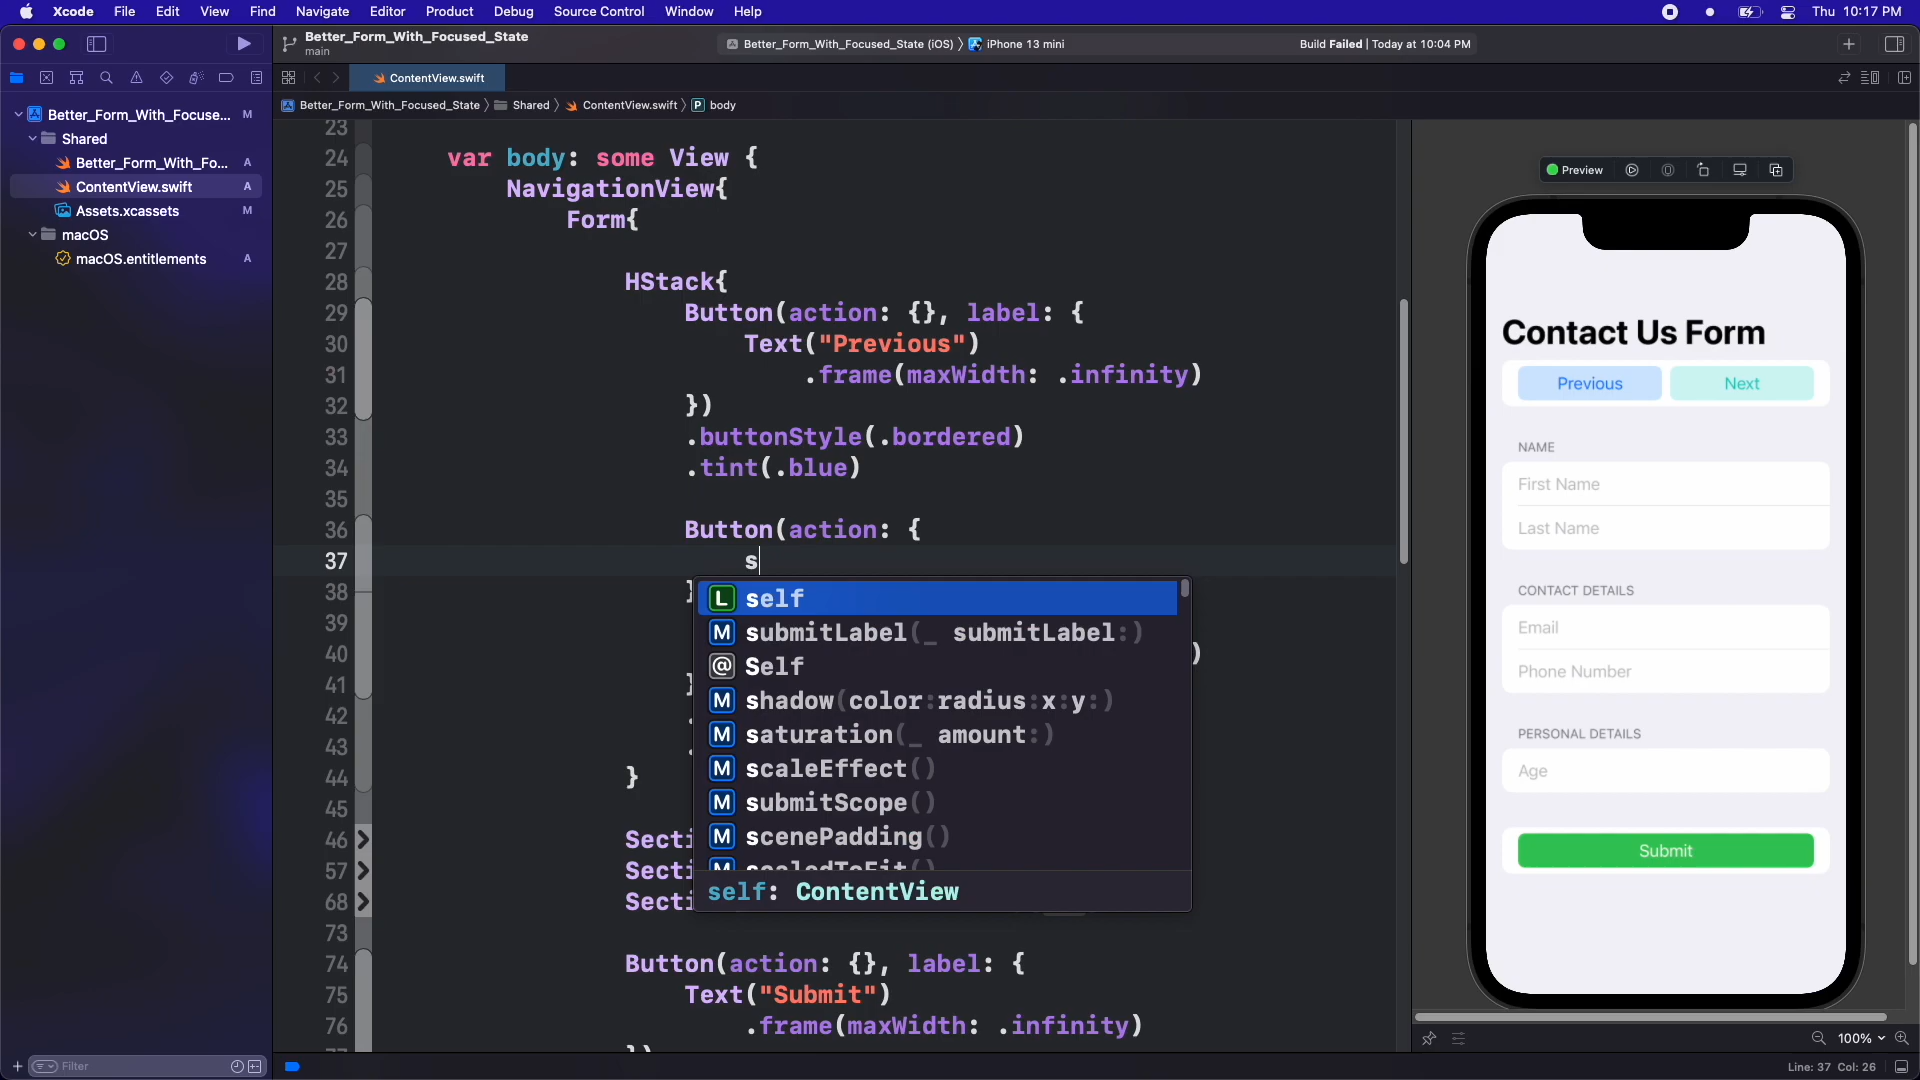 Xcode File Edit View Find Navigate Editor Product Debug Source Control Window Help Thu 10:17 PM
Better_Form_With_Focused_State
main
Better_Form_With_Focused_State (iOS) iPhone 13 mini
Build Failed | Today at 10:04 PM
ContentView.swift
Better_Form_With_Focused_State Shared ContentView.swift P body
Better_Form_With_Focuse... M
Shared
Better_Form_With_Fo... A
ContentView.swift A
Assets.xcassets M
macOS
macOS.entitlements A
Filter
23
24 var body: some View {
25 NavigationView{
26 Form{
27
28 HStack{
29 Button(action: {}, label: {
30 Text("Previous")
31 .frame(maxWidth: .infinity)
32 })
33 .buttonStyle(.bordered)
34 .tint(.blue)
35
36 Button(action: {
37 s
38
39
40 )
41
42
43
44 }
45
46 Secti
57 Secti
68 Secti
73
74 Button(action: {}, label: {
75 Text("Submit")
76 .frame(maxWidth: .infinity)
L self
M submitLabel(_ submitLabel:)
@ Self
M shadow(color:radius:x:y:)
M saturation(_ amount:)
M scaleEffect()
M submitScope()
M scenePadding()
M scaledToFit()
self: ContentView
Preview
Contact Us Form
Previous Next
NAME
First Name
Last Name
CONTACT DETAILS
Email
Phone Number
PERSONAL DETAILS
Age
Submit
100%
Line: 37 Col: 26